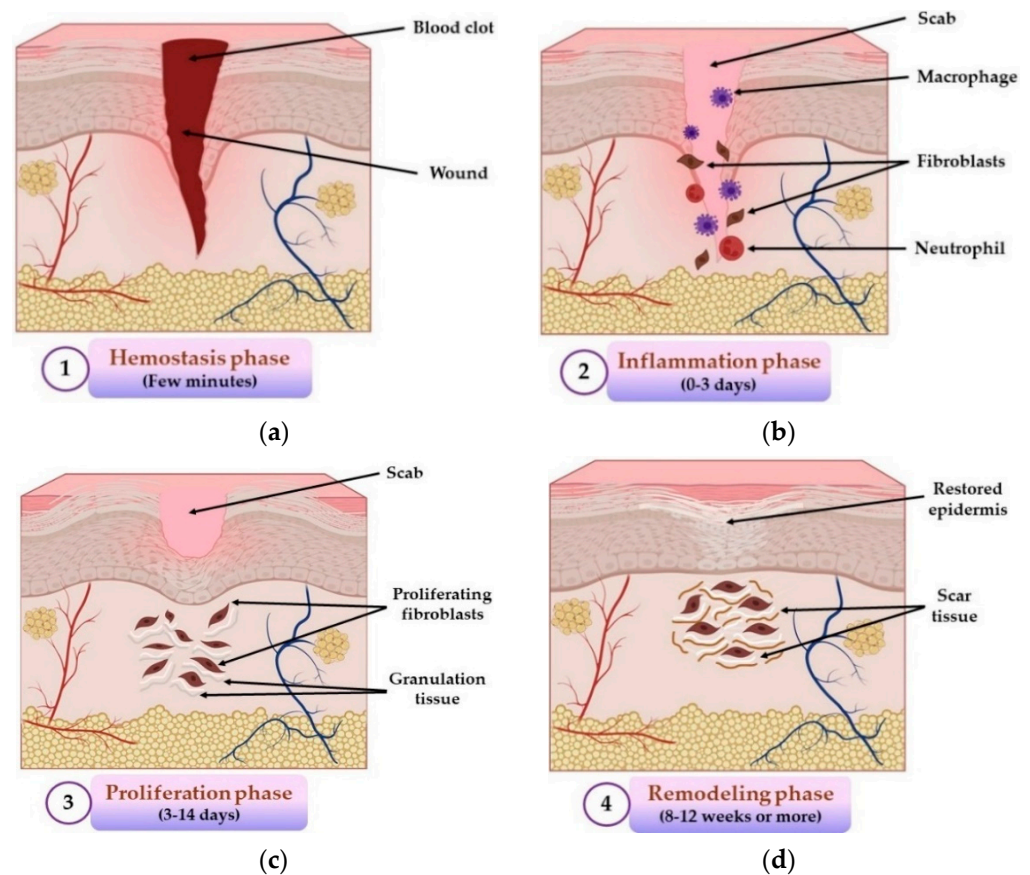 Blood clot
Wound
1
Hemostasis phase
(Few minutes)
(a)
Scab
Macrophage
Fibroblasts
Neutrophil
2
Inflammation phase
(0-3 days)
(b)
Scab
Proliferating
fibroblasts
Granulation
tissue
3
Proliferation phase
(3-14 days)
(c)
Restored
epidermis
Scar
tissue
4
Remodeling phase
(8-12 weeks or more)
(d)